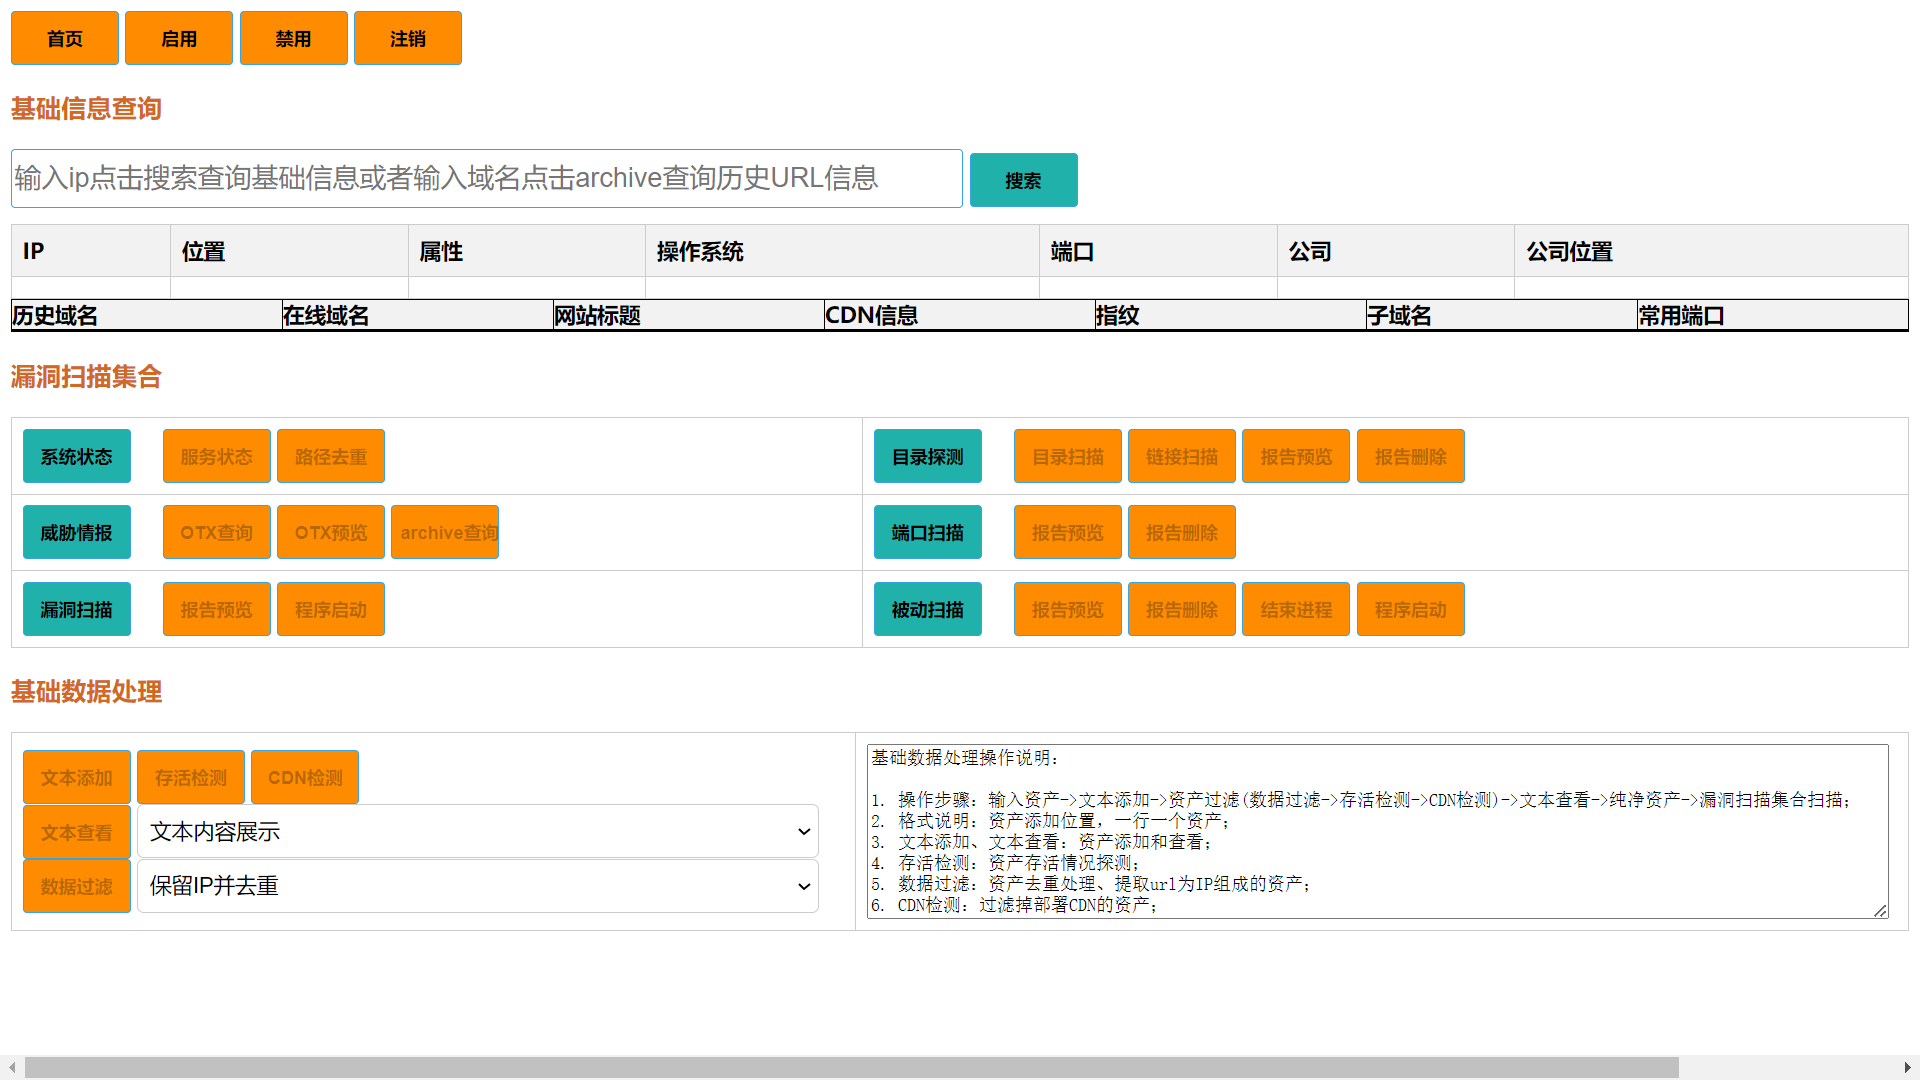 首页 启用 禁用 注销
基础信息查询
输入ip点击搜索查询基础信息或者输入域名点击archive查询历史URL信息 搜索
IP 位置 属性 操作系统 端口 公司 公司位置
历史域名 在线域名 网站标题 CDN信息 指纹 子域名 常用端口
漏洞扫描集合
系统状态 服务状态 路径去重 目录探测 目录扫描 链接扫描 报告预览 报告删除
威胁情报 OTX查询 OTX预览 archive查询 端口扫描 报告预览 报告删除
漏洞扫描 报告预览 程序启动 被动扫描 报告预览 报告删除 结束进程 程序启动
基础数据处理
文本添加 存活检测 CDN检测
文本查看 文本内容展示
数据过滤 保留IP并去重
基础数据处理操作说明：
1. 操作步骤：输入资产->文本添加->资产过滤(数据过滤->存活检测->CDN检测)->文本查看->纯净资产->漏洞扫描集合扫描；
2. 格式说明：资产添加位置，一行一个资产；
3. 文本添加、文本查看：资产添加和查看；
4. 存活检测：资产存活情况探测；
5. 数据过滤：资产去重处理、提取url为IP组成的资产；
6. CDN检测：过滤掉部署CDN的资产；